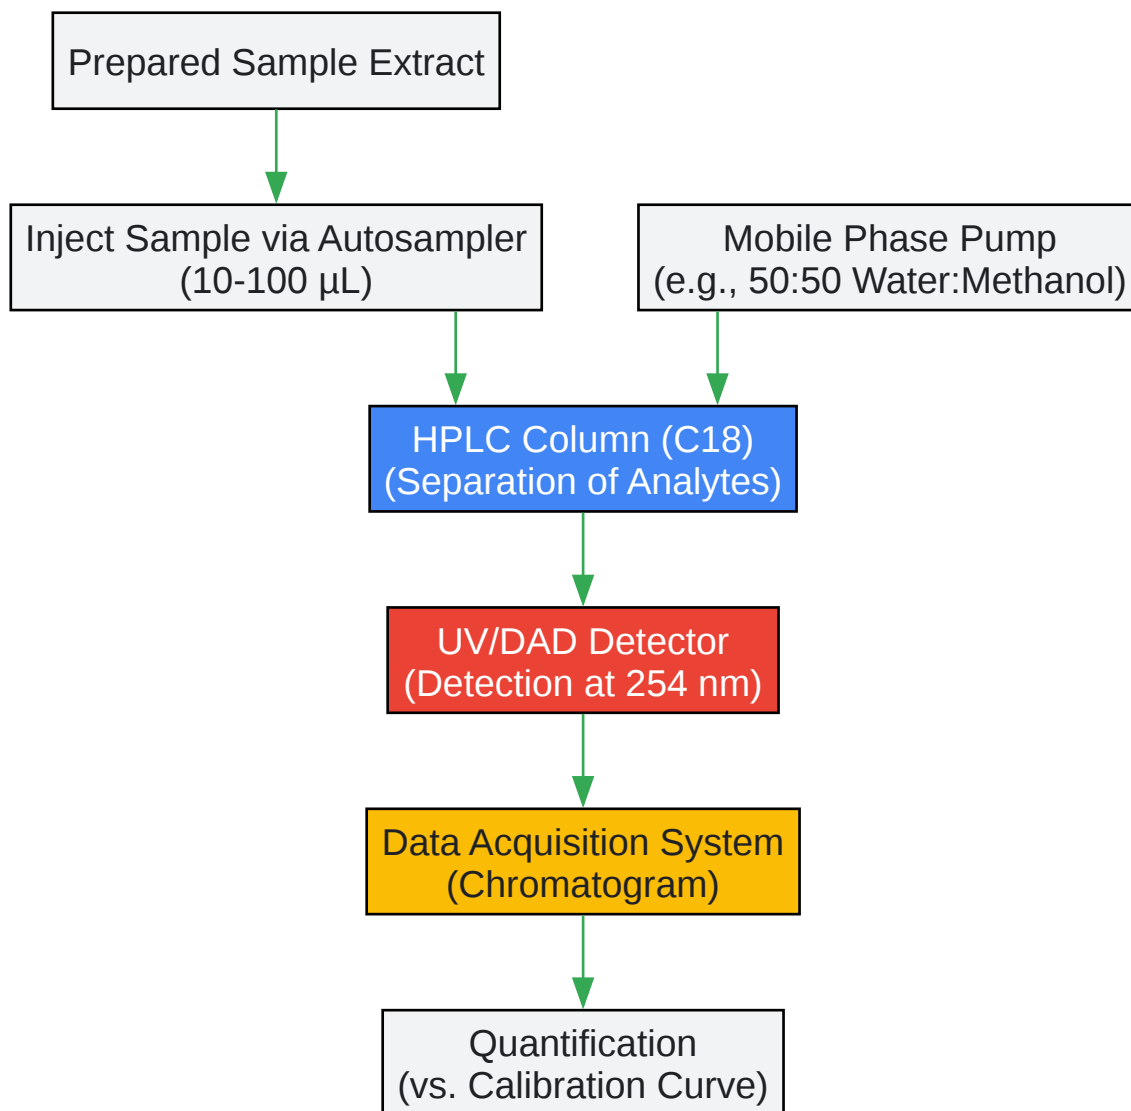 Prepared Sample Extract
Inject Sample via Autosampler
(10-100 µL)
Mobile Phase Pump
(e.g., 50:50 Water:Methanol)
HPLC Column (C18)
(Separation of Analytes)
UV/DAD Detector
(Detection at 254 nm)
Data Acquisition System
(Chromatogram)
Quantification
(vs. Calibration Curve)